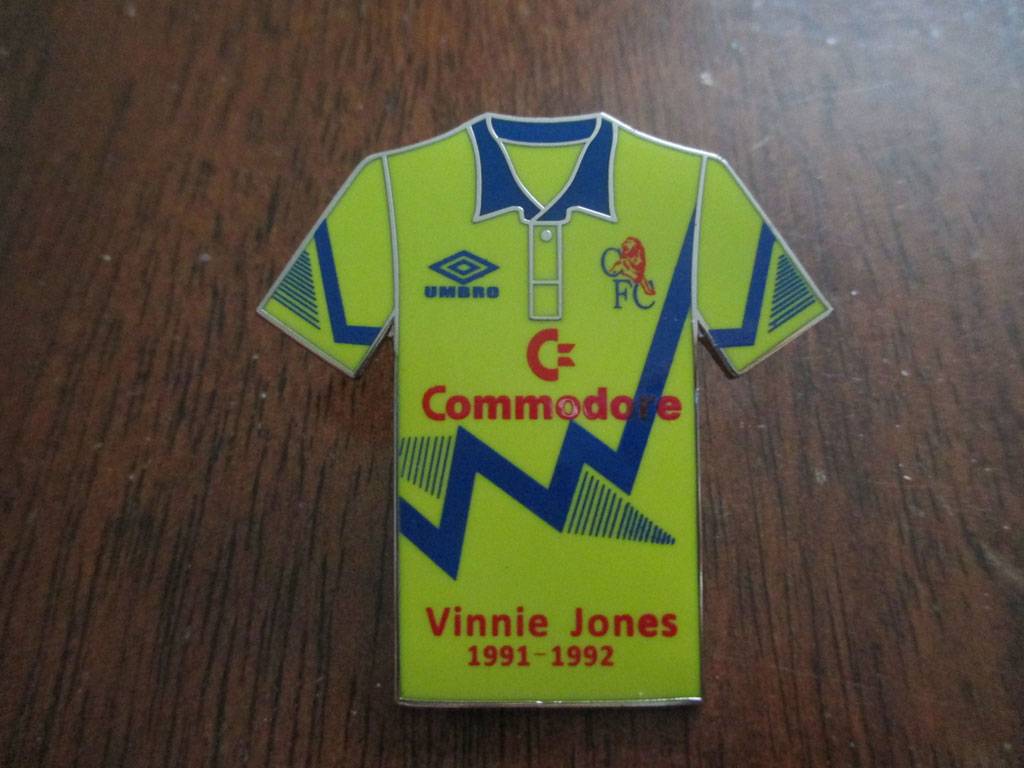 UMBRO
CFC
Commodore
Vinnie Jones
1991-1992